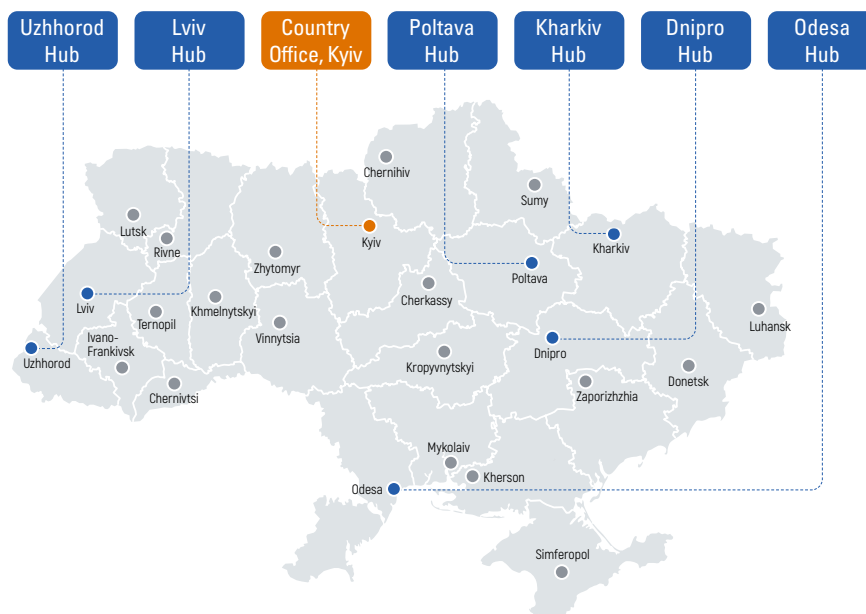 Uzhhorod
Hub
Lviv
Hub
Country
Office, Kyiv
Poltava
Hub
Kharkiv
Hub
Dnipro
Hub
Odesa
Hub
Chernihiv
Sumy
Lutsk
Rivne
Kyiv
Kharkiv
Zhytomyr
Poltava
Cherkassy
Lviv
Khmelnytskyi
Ternopil
Luhansk
Ivano-
Frankivsk
Vinnytsia
Dnipro
Uzhhorod
Kropyvnytskyi
Donetsk
Chernivtsi
Zaporizhzhia
Mykolaiv
Kherson
Odesa
Simferopol